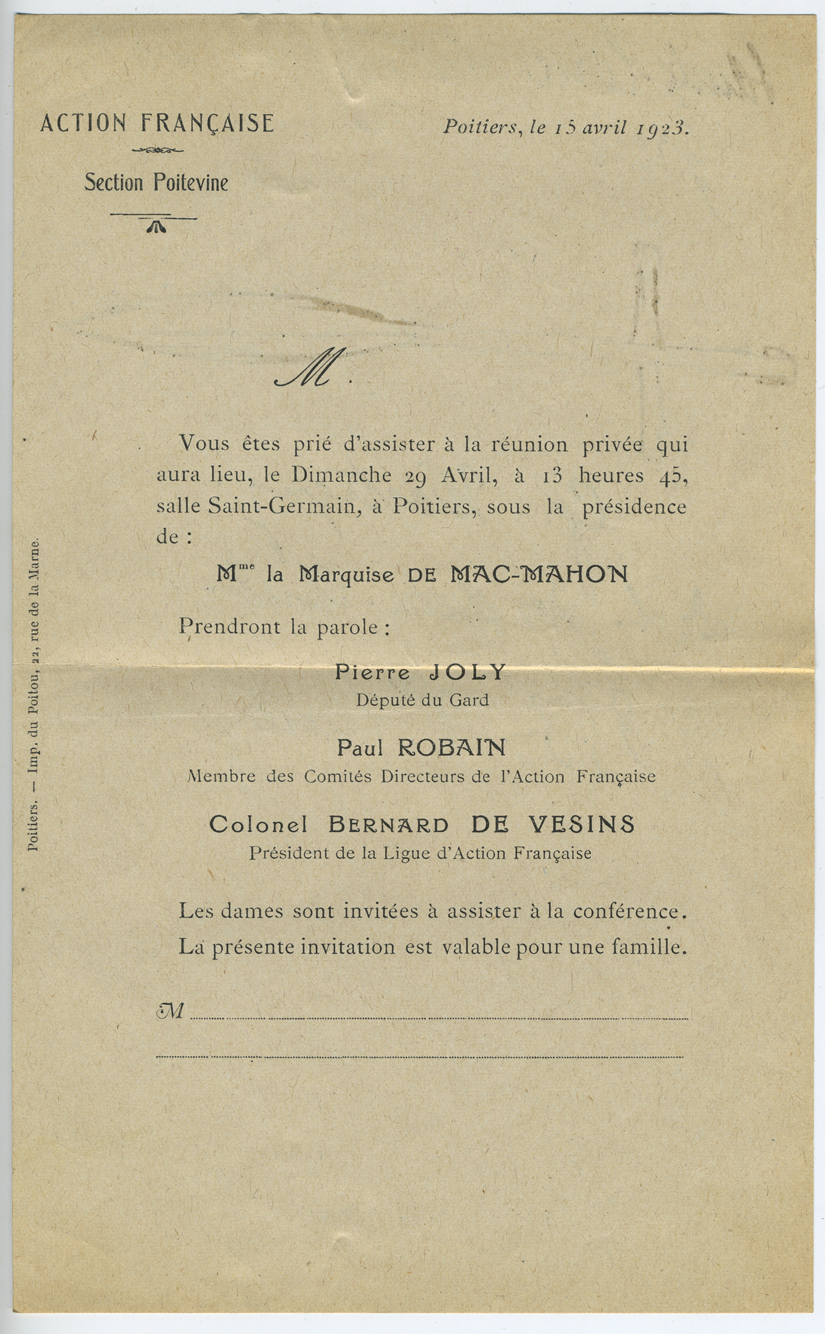 ACTION FRANÇAISE
Section Poitevine
Poitiers, le 15 avril 1923.
M.
Vous êtes prié d'assister à la réunion privée qui
aura lieu, le Dimanche 29 Avril, à 13 heures 45,
salle Saint-Germain, à Poitiers, sous la présidence
de :
Mme la Marquise DE MAC-MAHON
Prendront la parole :
Pierre JOLY
Député du Gard
Paul ROBAIN
Membre des Comités Directeurs de l'Action Française
Colonel BERNARD DE VESINS
Président de la Ligue d'Action Française
Les dames sont invitées à assister à la conférence.
La présente invitation est valable pour une famille.
M
Poitiers. — Imp. du Poitou, 22, rue de la Marne.